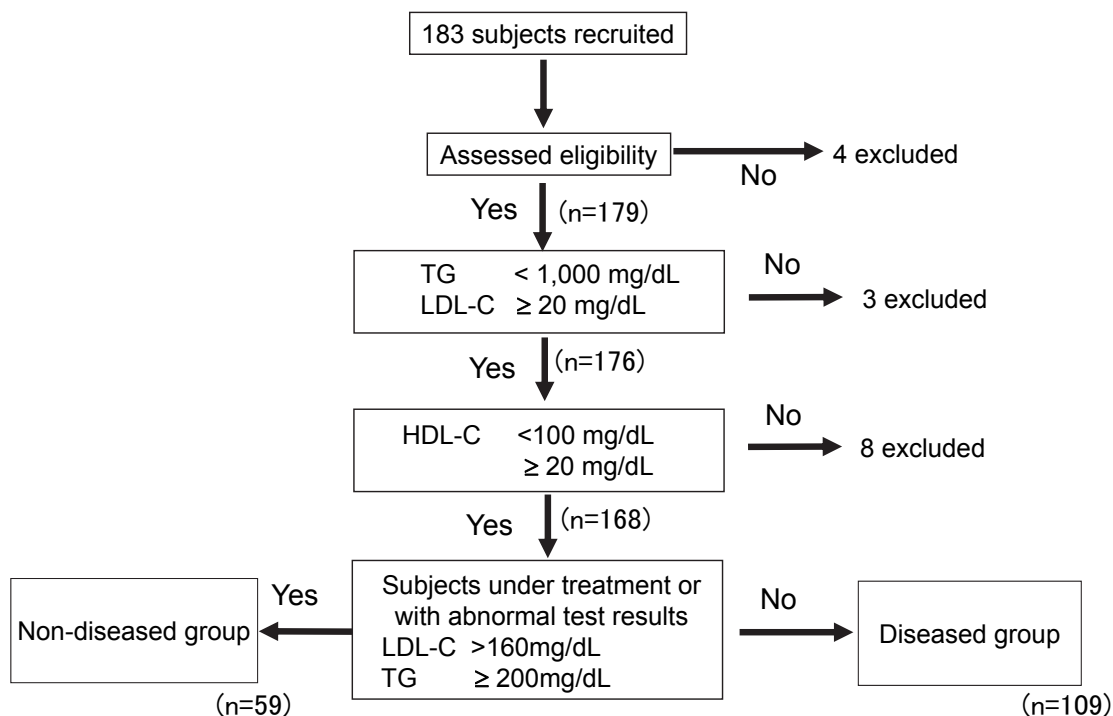 183 subjects recruited
Assessed eligibility
No
4 excluded
Yes
(n=179)
TG < 1,000 mg/dL
LDL-C ≥ 20 mg/dL
No
3 excluded
Yes
(n=176)
HDL-C <100 mg/dL
≥ 20 mg/dL
No
8 excluded
Yes
(n=168)
Subjects under treatment or
with abnormal test results
LDL-C >160mg/dL
TG ≥ 200mg/dL
Yes
Non-diseased group
(n=59)
No
Diseased group
(n=109)